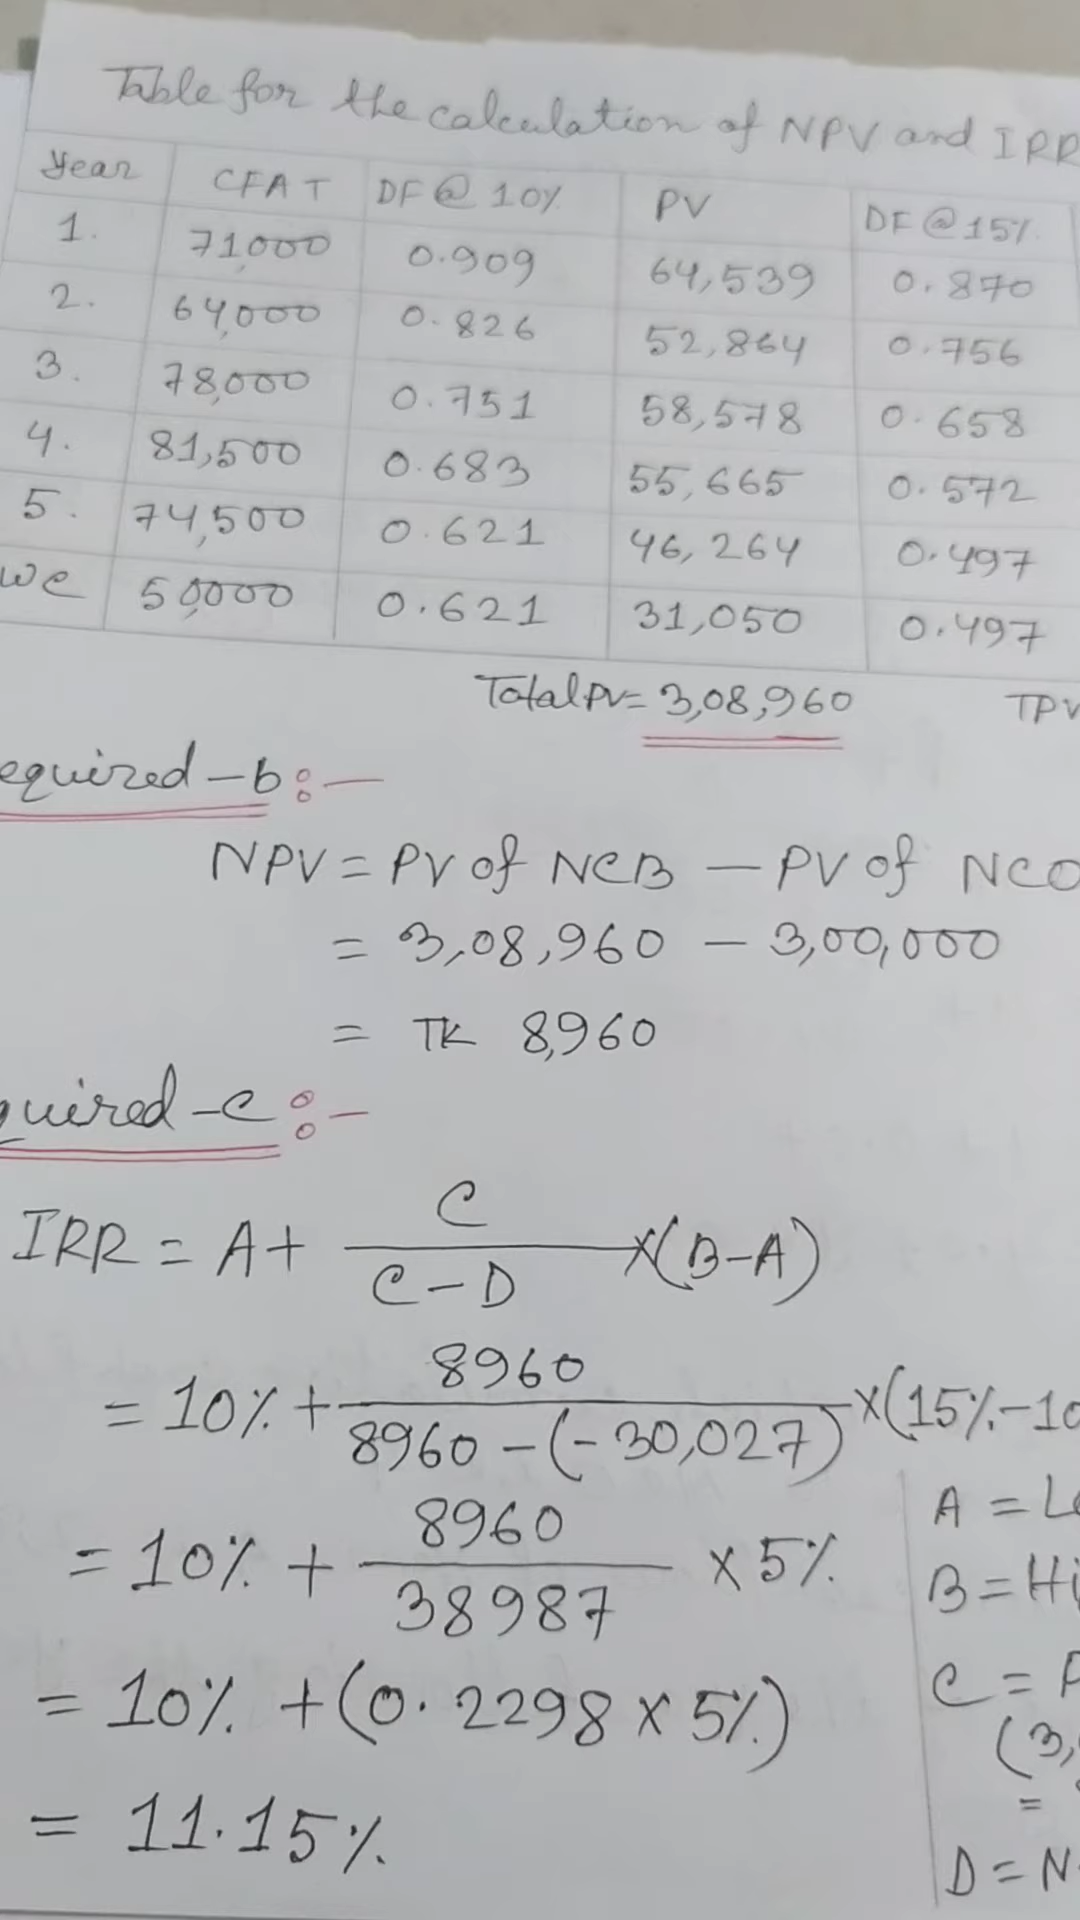 Table for the calculation of NPV and IRR
Year CFAT DF@ 10% PV DF@15%
1. 71,000 0.909 64,539 0.870
2. 64,000 0.826 52,864 0.756
3. 78,000 0.751 58,578 0.658
4. 81,500 0.683 55,665 0.572
5. 74,500 0.621 46,264 0.497
we 50,000 0.621 31,050 0.497
Total PV= 3,08,960 TPV
equired-b:-
NPV = PV of NCB - PV of NCO
= 3,08,960 - 3,00,000
= TK 8,960
quired-c:-
IRR = A+ C
C-D ×(B-A)
= 10% + 8960
8960-(-30,027) ×(15%-10
= 10% + 8960
38987 × 5%
= 10% +(0.2298 × 5%)
= 11.15%
A = L
B = Hi
C = P
(3,
=
D = N